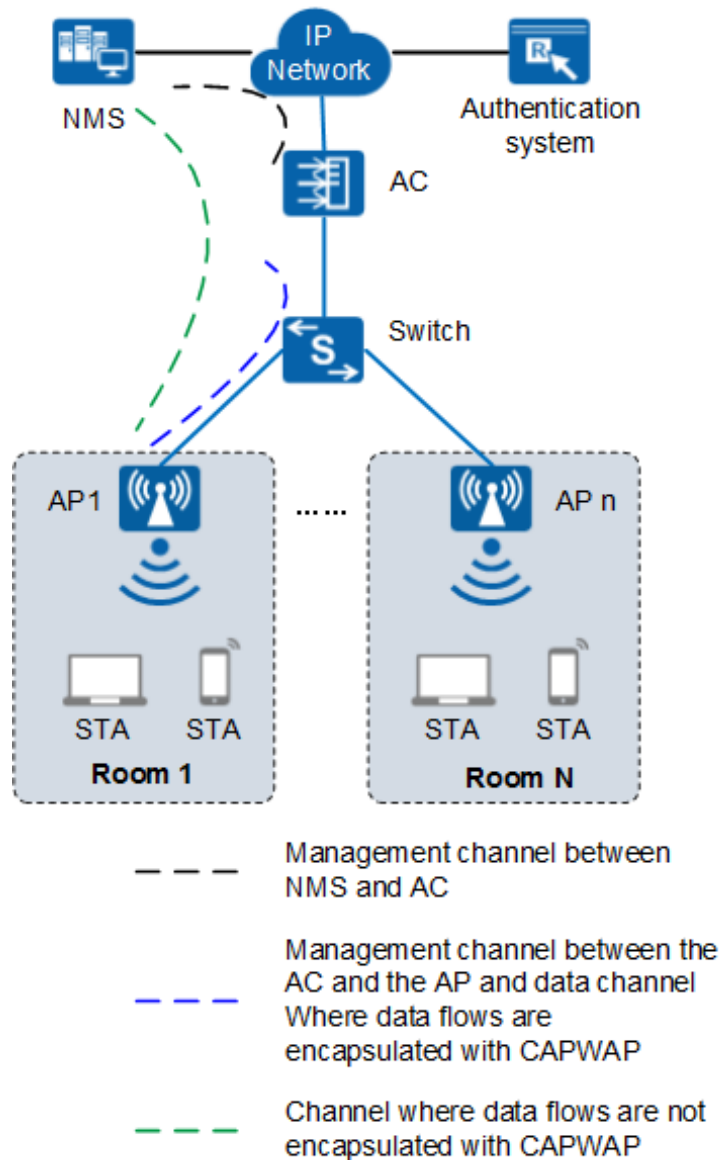 IP
Network
NMS
Authentication
system
R
AC
Switch
S
AP1
......
AP n
STA
STA
STA
STA
Room 1
Room N
Management channel between
NMS and AC
Management channel between the
AC and the AP and data channel
Where data flows are
encapsulated with CAPWAP
Channel where data flows are not
encapsulated with CAPWAP